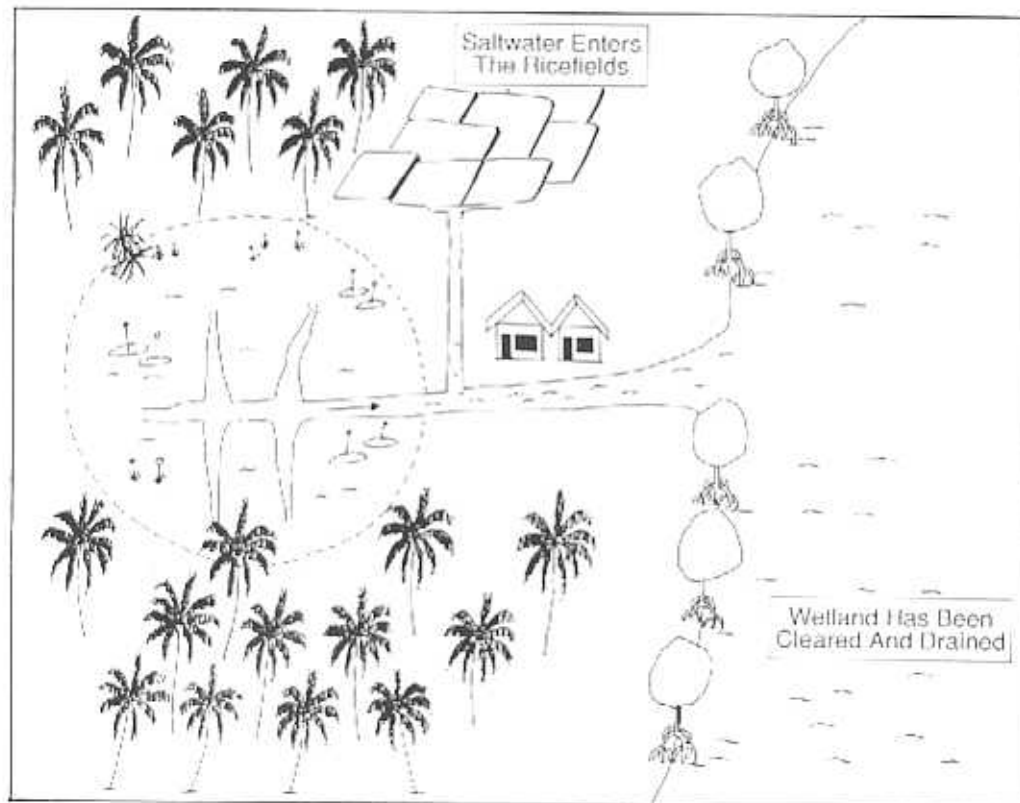 Saltwater Enters
The Ricefields
Wetland Has Been
Cleared And Drained